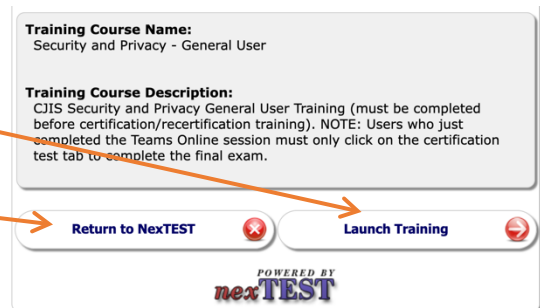 Training Course Name:
Security and Privacy - General User
Training Course Description:
CJIS Security and Privacy General User Training (must be completed
before certification/recertification training). NOTE: Users who just
completed the Teams Online session must only click on the certification
test tab to complete the final exam.
Return to NexTEST
Launch Training
POWERED BY
nexTEST